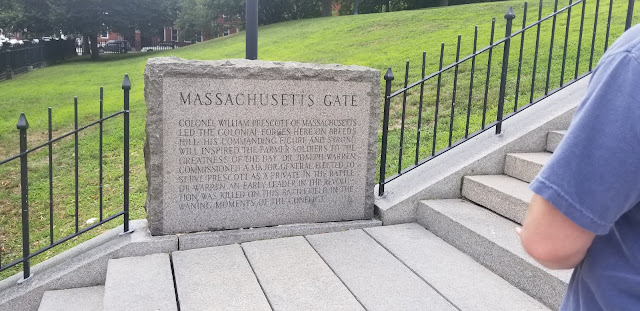 MASSACHUSETTS GATE
COLONEL WILLIAM PRESCOTT OF MASSACHUSETTS
LED THE COLONIAL FORCES HERE ON BREED'S
HILL. HIS COMMANDING FIGURE AND STRONG
WILL INSPIRED THE FARMER SOLDIERS TO THE
GREATNESS OF THE DAY. DR. JOSEPH WARREN,
COMMISSIONED A MAJOR GENERAL, ELECTED TO
SERVE PRESCOTT AS A PRIVATE IN THE BATTLE.
DR. WARREN, AN EARLY LEADER IN THE REVOLU-
TION, WAS KILLED ON THIS BATTLEFIELD IN THE
WANING MOMENTS OF THE CONFLICT.